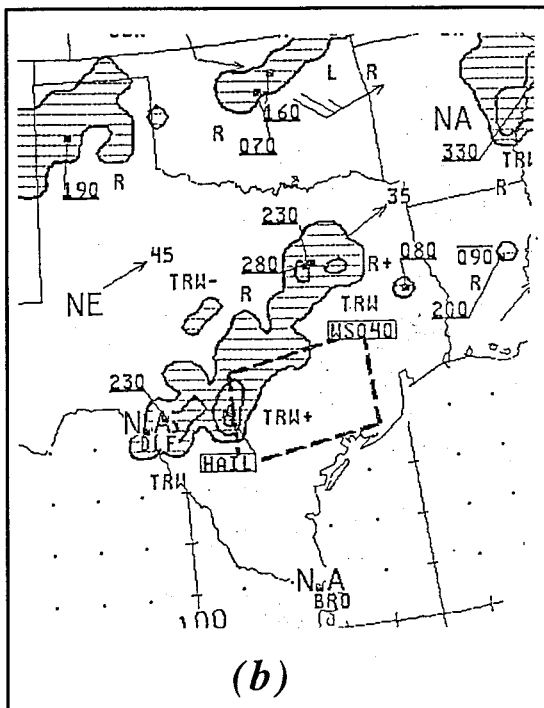 L R
160
R
070
NA
330
TRW
190
R
R
35
230
280
R+
080
090
45
NE
TRW-
R
TRW
WS040
R
200
230
TRW+
HAIL
TRW
NA
BRO
100
(b)